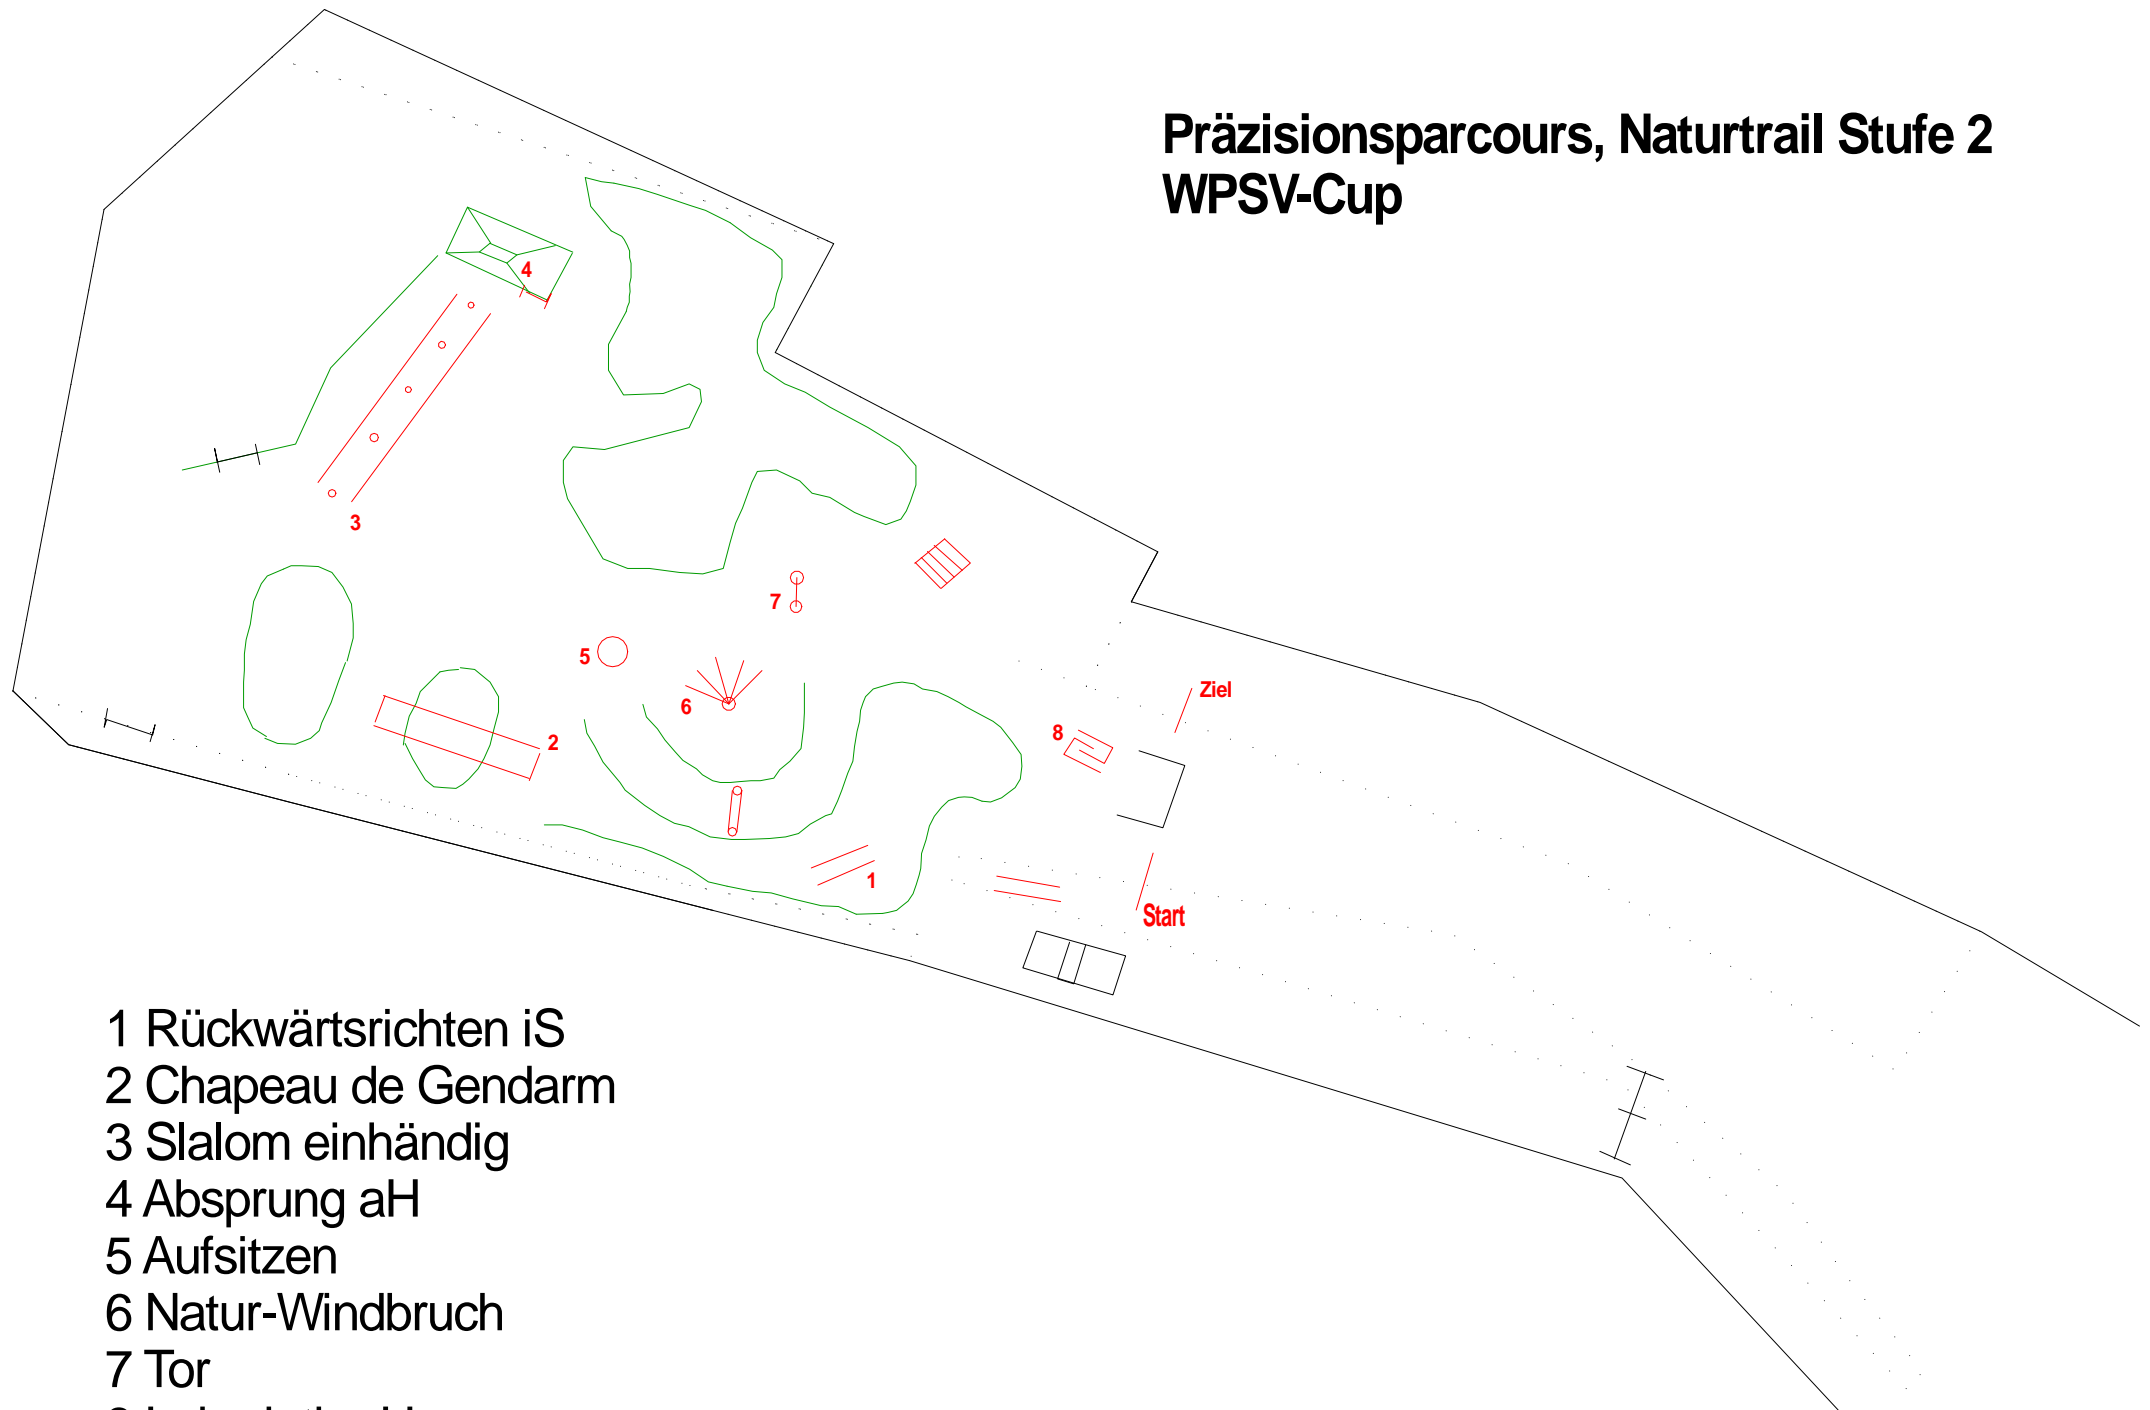 Präzisionsparcours, Naturtrail Stufe 2
WPSV-Cup
4
3
7
5
6
Ziel
8
2
1
Start
1 Rückwärtsrichten iS
2 Chapeau de Gendarm
3 Slalom einhändig
4 Absprung aH
5 Aufsitzen
6 Natur-Windbruch
7 Tor